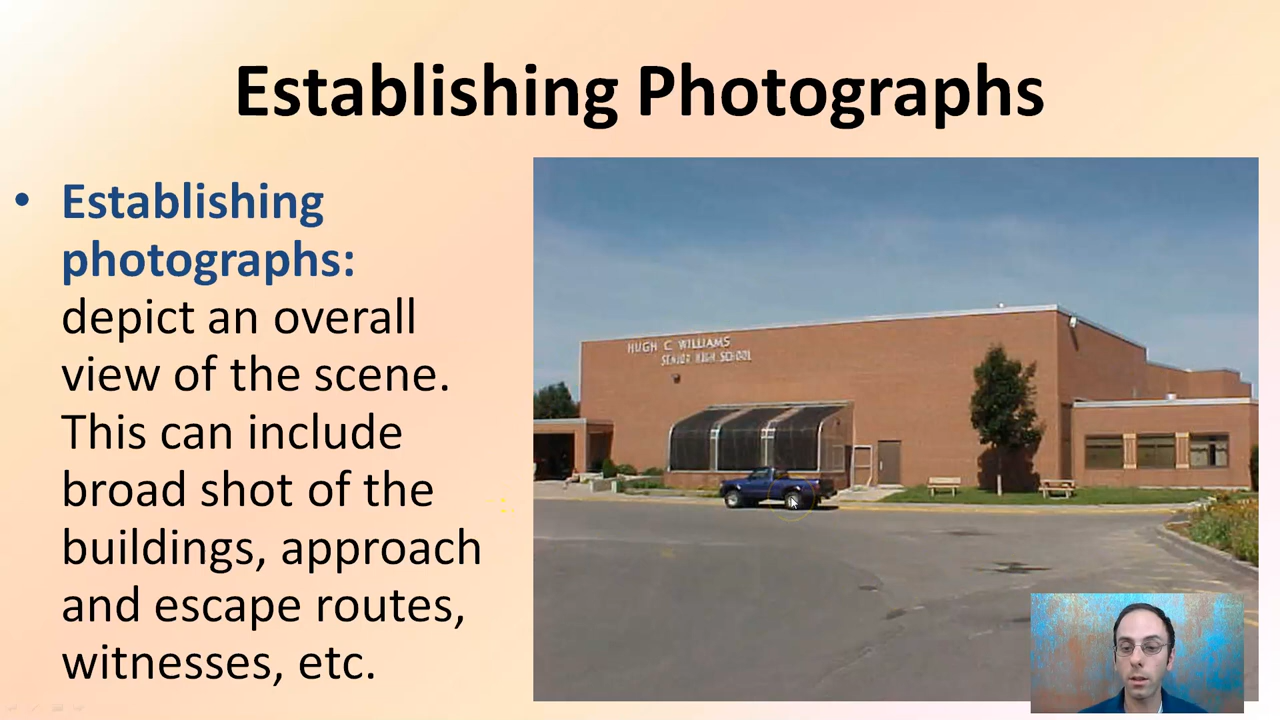 Establishing Photographs
• Establishing
photographs:
depict an overall
view of the scene.
This can include
broad shot of the
buildings, approach
and escape routes,
witnesses, etc.
HUGH C WILLIAMS
SENIOR HIGH SCHOOL